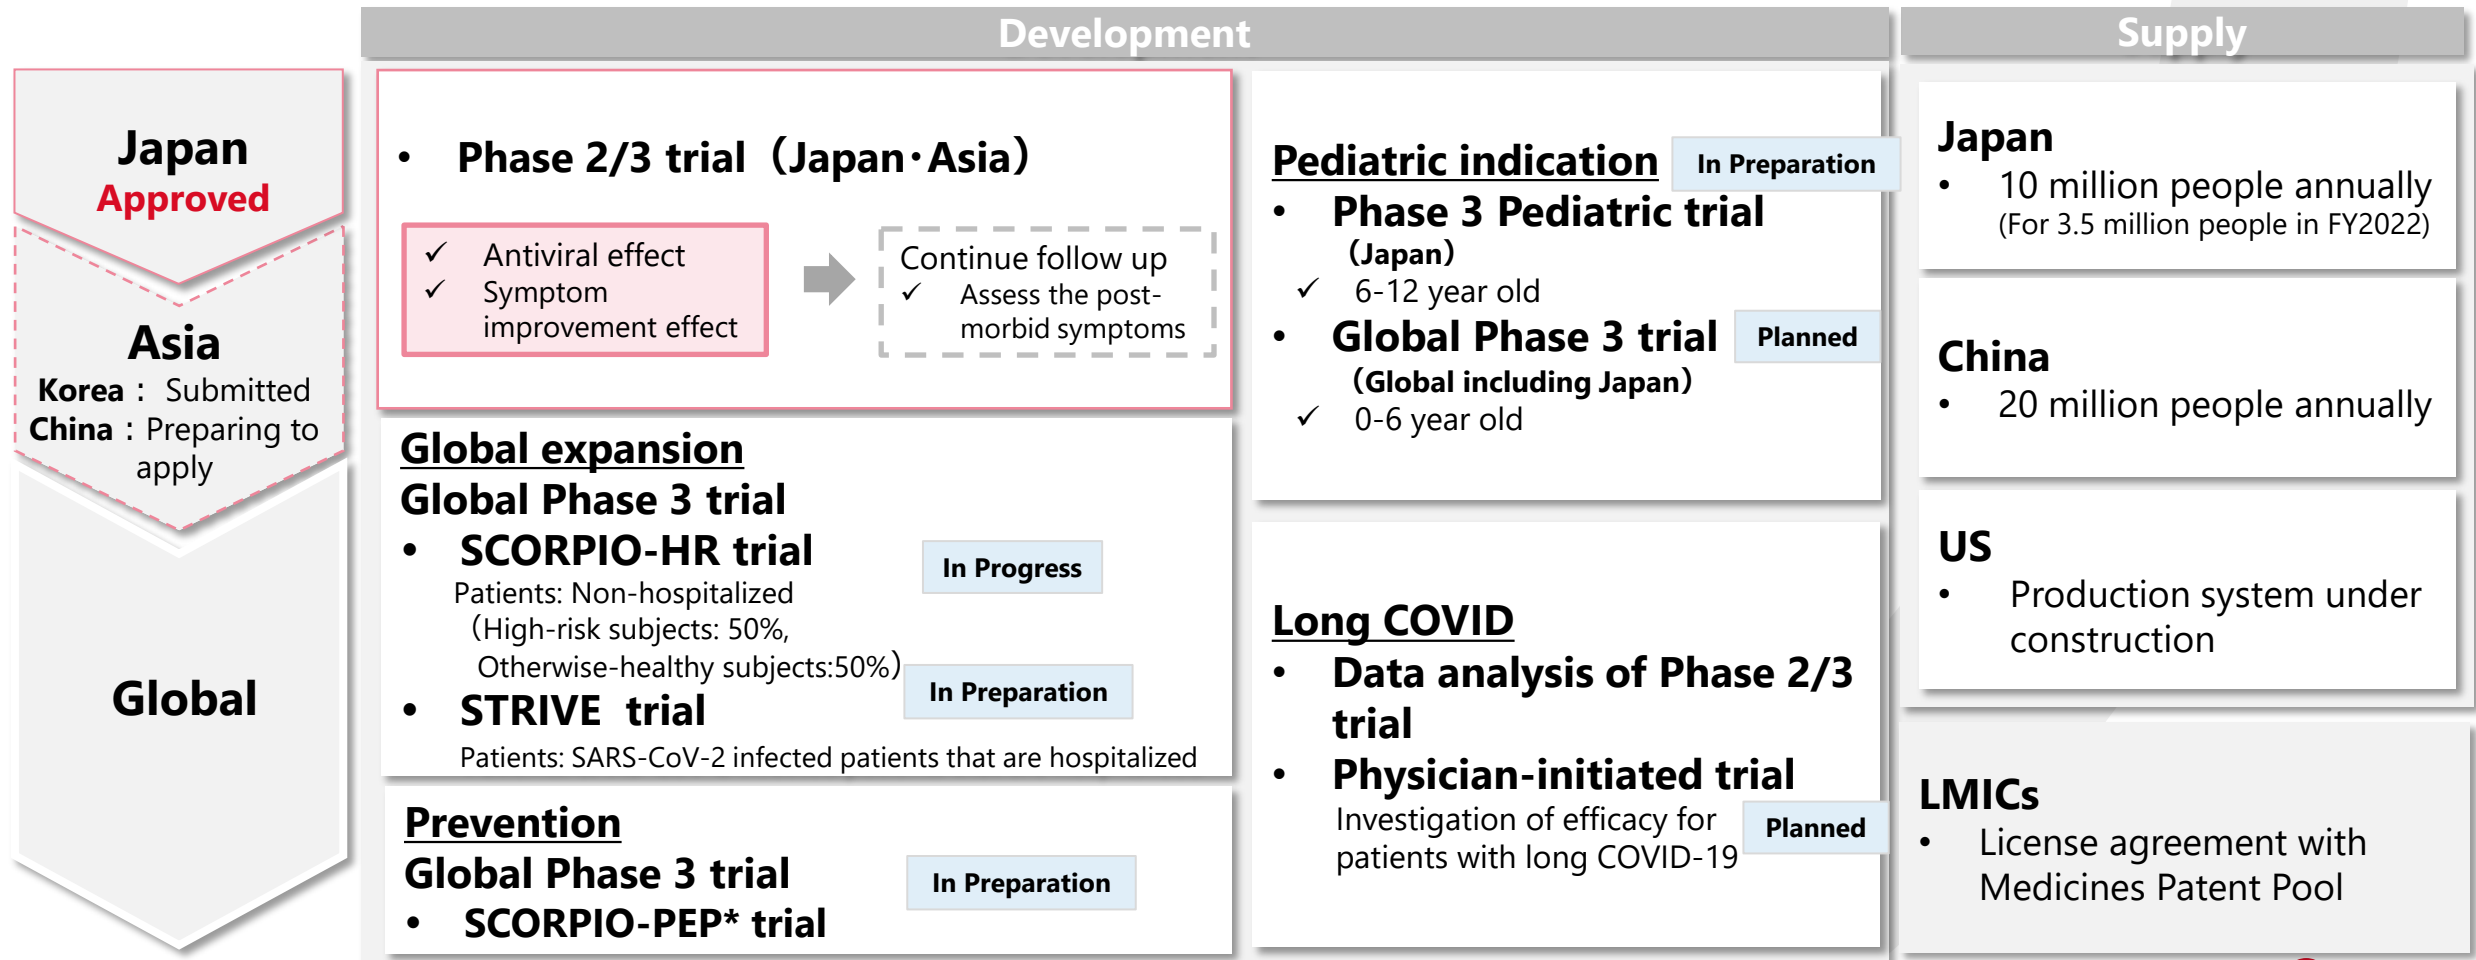 Development
Supply
Japan
Approved
Asia
Korea： Submitted
China：Preparing to
apply
Global
• Phase 2/3 trial（Japan・Asia）
✓ Antiviral effect
✓ Symptom
improvement effect
Continue follow up
✓ Assess the post-
morbid symptoms
Global expansion
Global Phase 3 trial
• SCORPIO-HR trial
In Progress
Patients: Non-hospitalized
（High-risk subjects: 50%,
Otherwise-healthy subjects:50%）
• STRIVE trial
In Preparation
Patients: SARS-CoV-2 infected patients that are hospitalized
Prevention
Global Phase 3 trial
In Preparation
• SCORPIO-PEP* trial
Pediatric indication
In Preparation
• Phase 3 Pediatric trial
（Japan）
✓ 6-12 year old
• Global Phase 3 trial
Planned
（Global including Japan）
✓ 0-6 year old
Long COVID
• Data analysis of Phase 2/3
trial
• Physician-initiated trial
Investigation of efficacy for
patients with long COVID-19
Planned
Japan
• 10 million people annually
(For 3.5 million people in FY2022)
China
• 20 million people annually
US
• Production system under
construction
LMICs
• License agreement with
Medicines Patent Pool